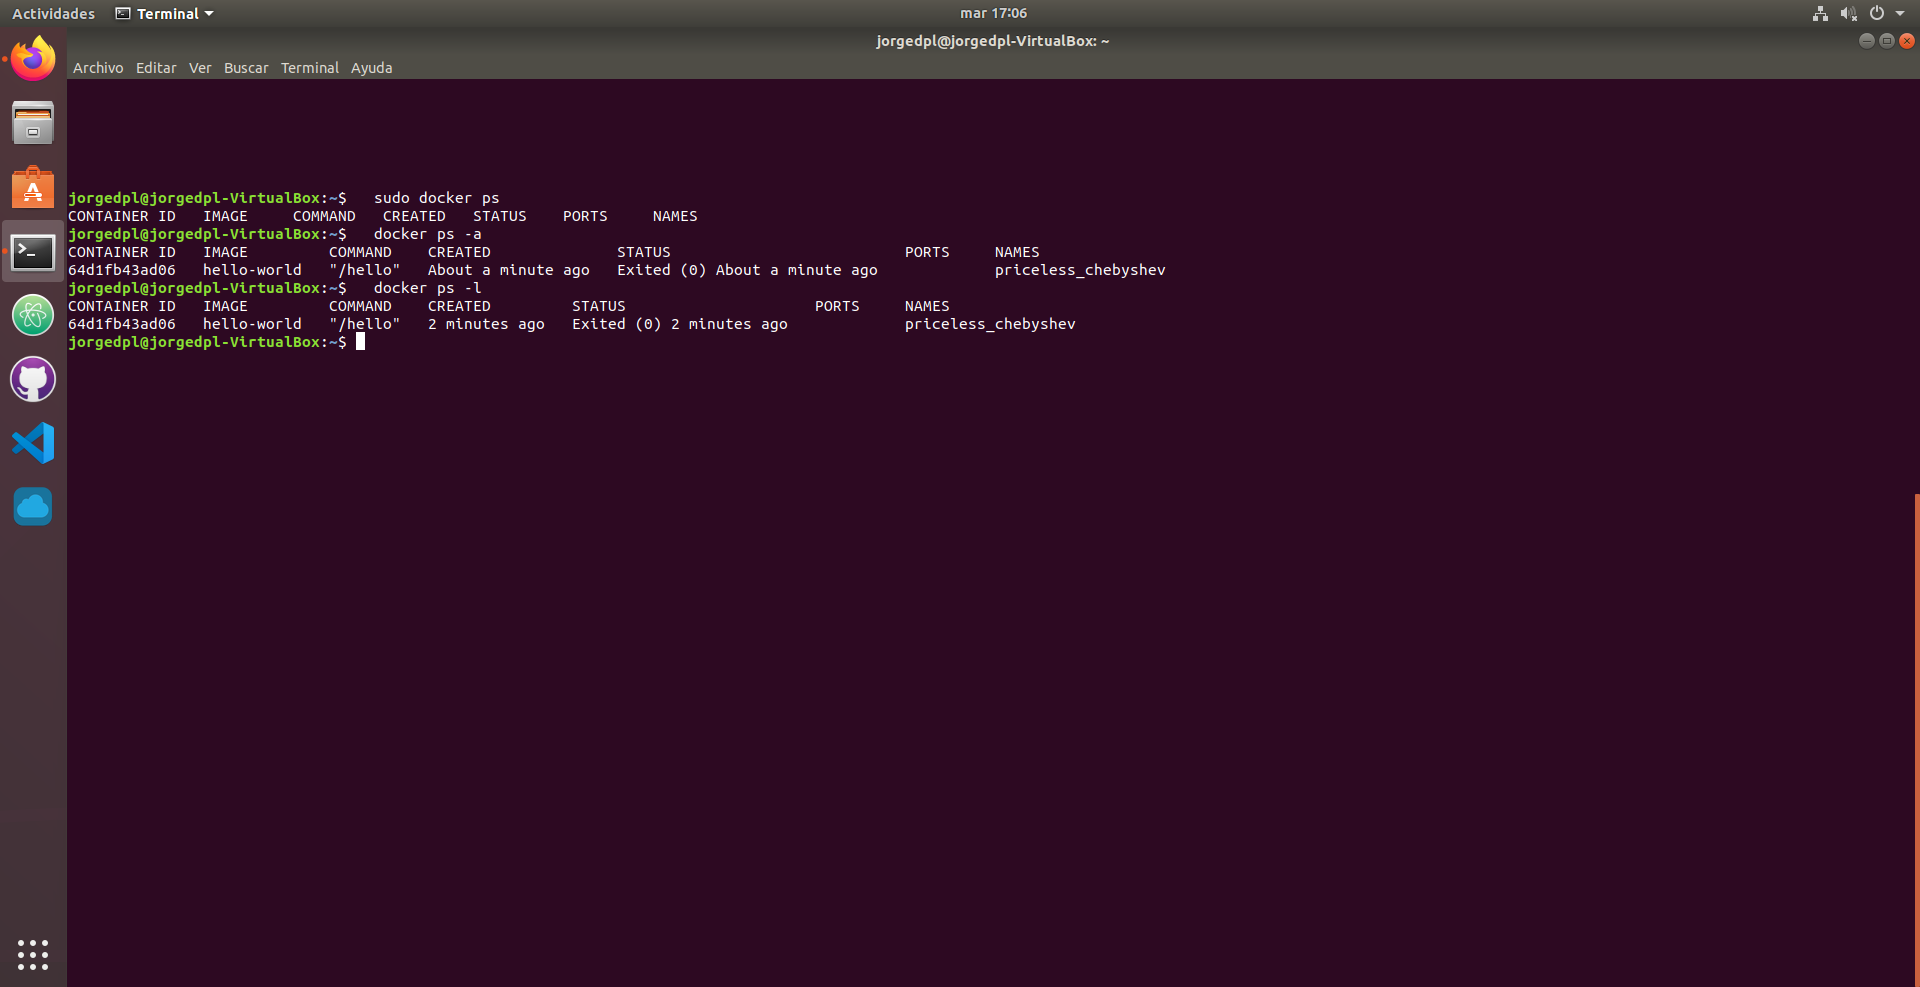 Actividades Terminal mar 17:06
jorgedpl@jorgedpl-VirtualBox: ~
Archivo Editar Ver Buscar Terminal Ayuda
jorgedpl@jorgedpl-VirtualBox:~$   sudo docker ps
CONTAINER ID   IMAGE     COMMAND   CREATED   STATUS    PORTS     NAMES
jorgedpl@jorgedpl-VirtualBox:~$   docker ps -a
CONTAINER ID   IMAGE         COMMAND    CREATED              STATUS                          PORTS     NAMES
64d1fb43ad06   hello-world   "/hello"   About a minute ago   Exited (0) About a minute ago             priceless_chebyshev
jorgedpl@jorgedpl-VirtualBox:~$   docker ps -l
CONTAINER ID   IMAGE         COMMAND    CREATED         STATUS                     PORTS     NAMES
64d1fb43ad06   hello-world   "/hello"   2 minutes ago   Exited (0) 2 minutes ago             priceless_chebyshev
jorgedpl@jorgedpl-VirtualBox:~$